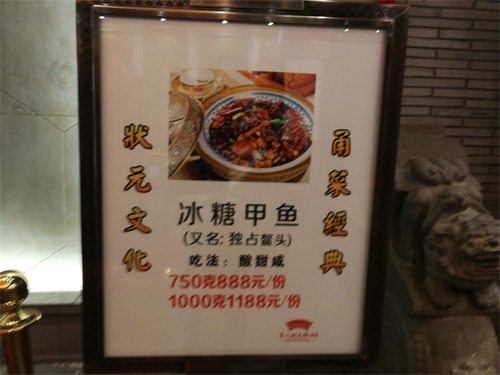 狀元文化
甬菜經典
冰糖甲鱼
(又名:独占鳌头)
吃法:酸甜咸
750克888元/份
1000克1188元/份